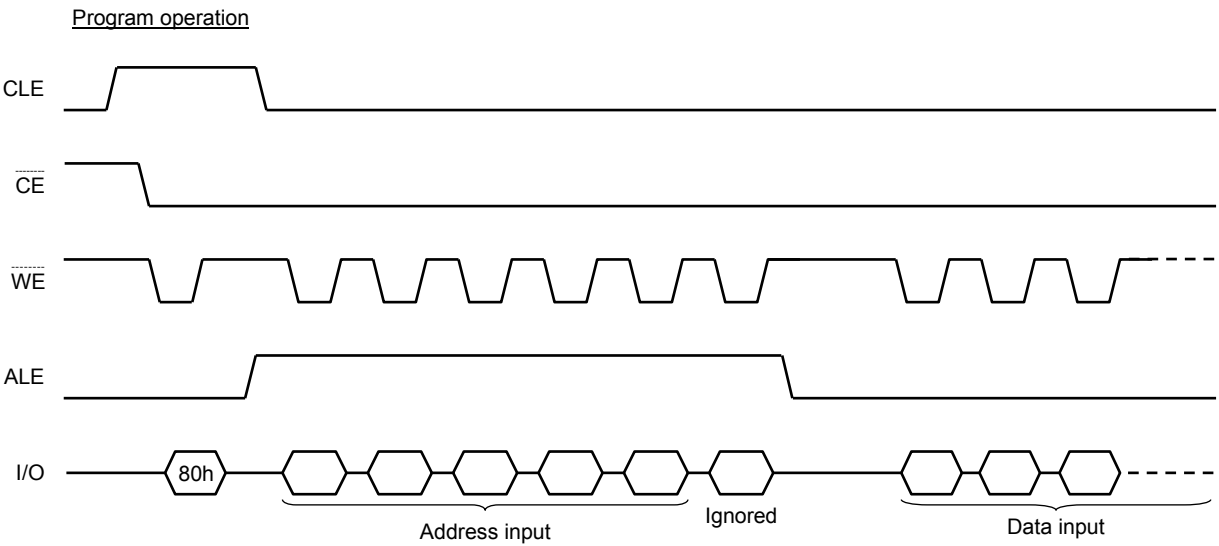 Program operation
CLE
CE
WE
ALE
I/O
80h
Address input
Ignored
Data input